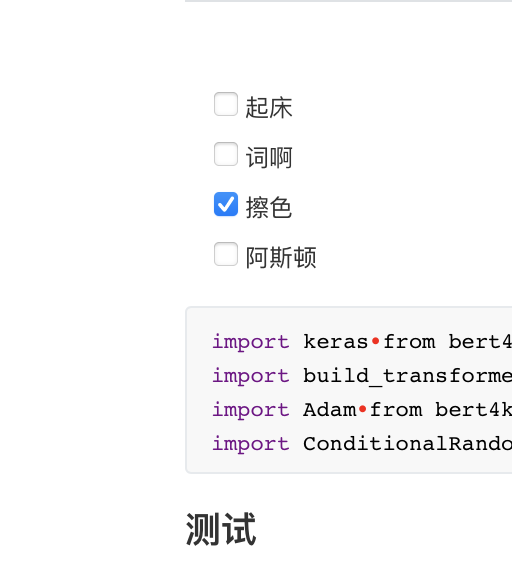 起床
词啊
擦色
阿斯顿
import keras•from bert4
import build_transforme
import Adam•from bert4k
import ConditionalRando
测试